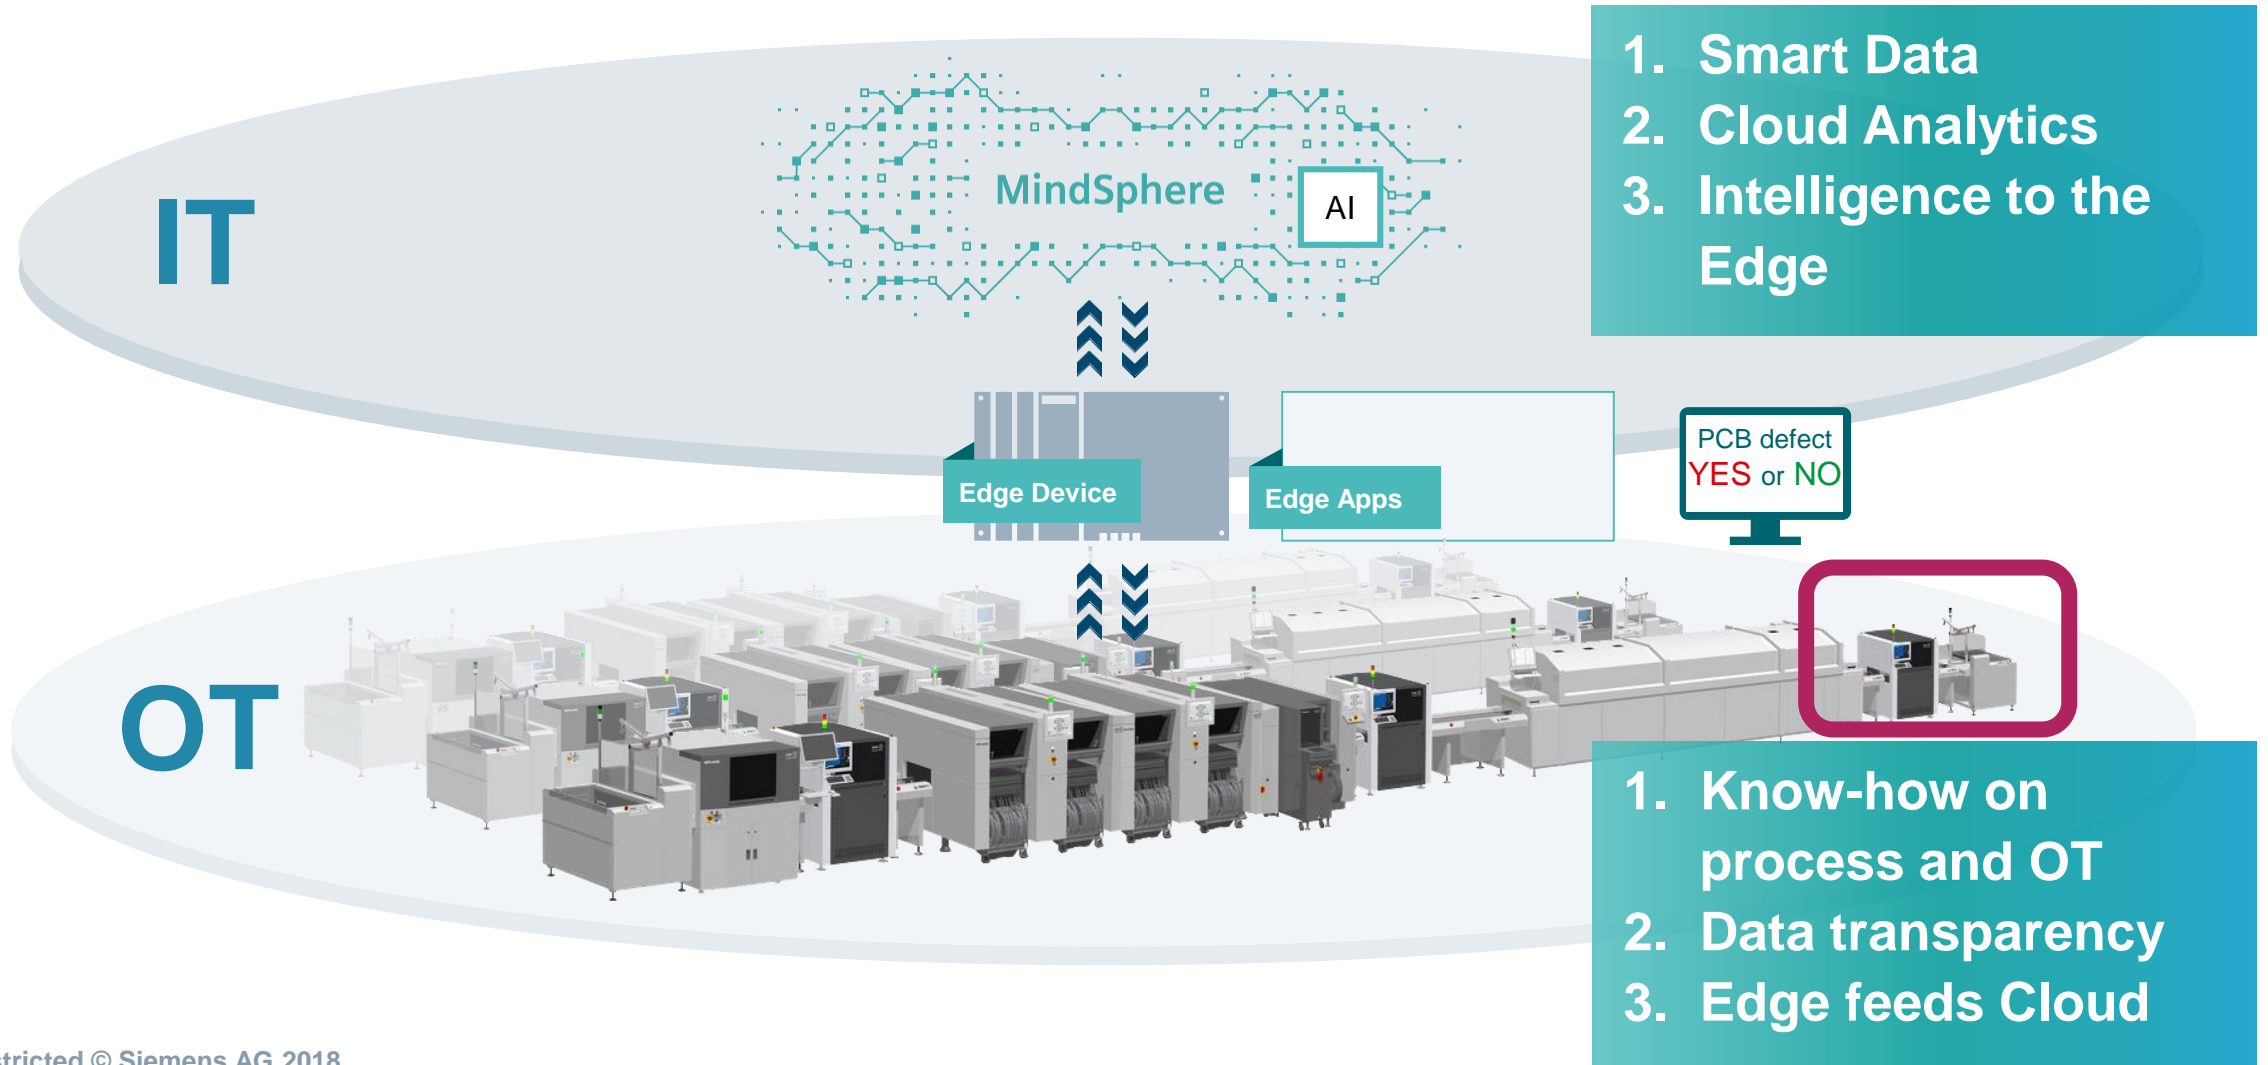 1. Smart Data
2. Cloud Analytics
3. Intelligence to the
Edge
IT
MindSphere
AI
PCB defect
YES or NO
Edge Device
Edge Apps
OT
1. Know-how on
process and OT
2. Data transparency
3. Edge feeds Cloud
© Siemens AG 2018